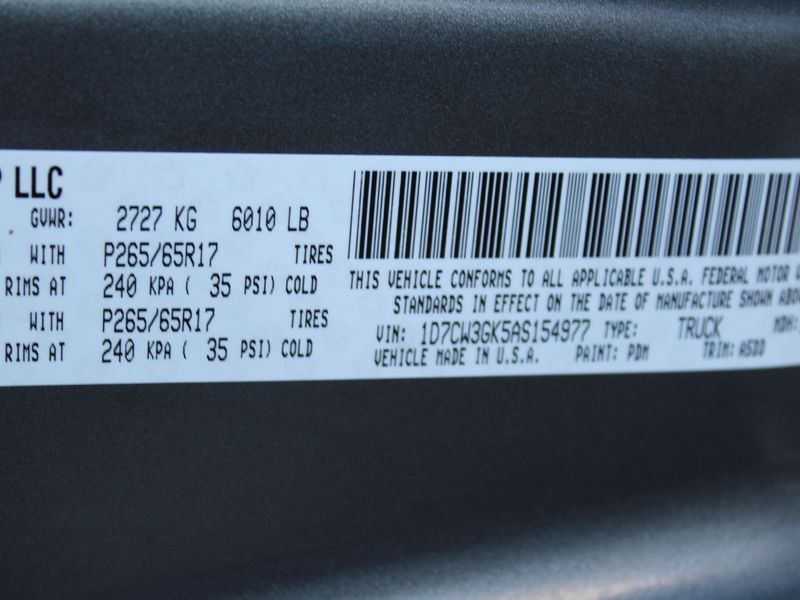 LLC
GVWR: 2727 KG 6010 LB
WITH P265/65R17 TIRES
RIMS AT 240 KPA ( 35 PSI) COLD
WITH P265/65R17 TIRES
RIMS AT 240 KPA ( 35 PSI) COLD
THIS VEHICLE CONFORMS TO ALL APPLICABLE U.S.A. FEDERAL MOTOR
STANDARDS IN EFFECT ON THE DATE OF MANUFACTURE SHOWN ABO
VIN: 1D7CW3GK5AS154977 TYPE: TRUCK MDH:
VEHICLE MADE IN U.S.A. PAINT: PDM TRIM: A5DD